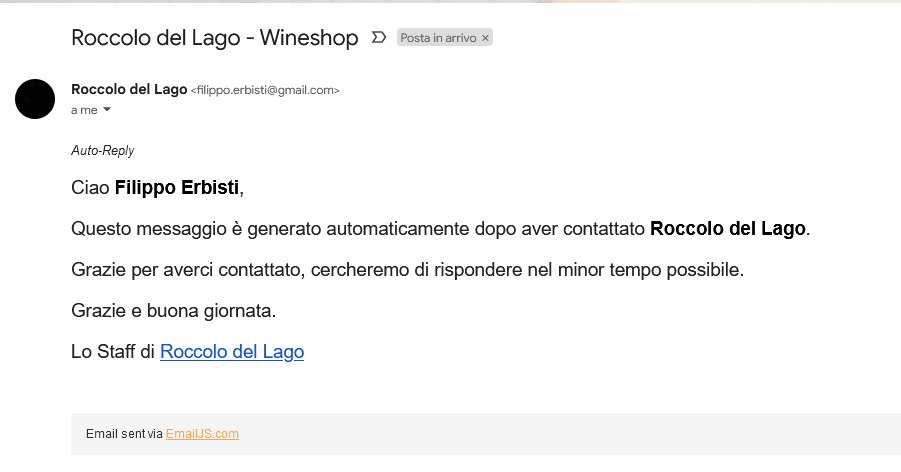 Roccolo del Lago - Wineshop Posta in arrivo ×
Roccolo del Lago <filippo.erbisti@gmail.com>
a me
Auto-Reply
Ciao Filippo Erbisti,
Questo messaggio è generato automaticamente dopo aver contattato Roccolo del Lago.
Grazie per averci contattato, cercheremo di rispondere nel minor tempo possibile.
Grazie e buona giornata.
Lo Staff di Roccolo del Lago
Email sent via EmailJS.com